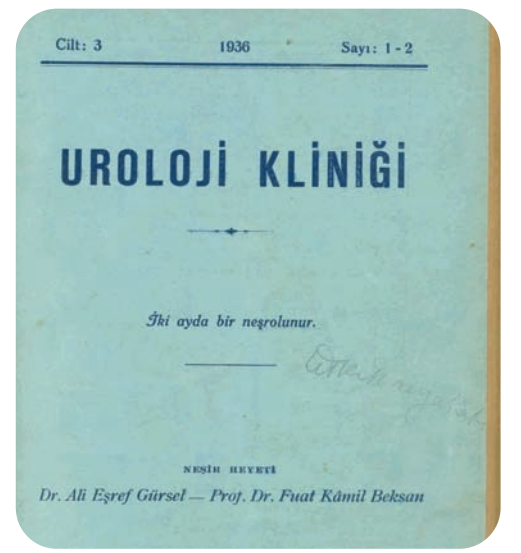 Cilt: 3 1936 Sayı: 1 - 2
UROLOJİ KLİNİĞİ
İki ayda bir neşrolunur.
NEŞİR HEYETİ
Dr. Ali Eşref Gürsel — Prof. Dr. Fuat Kâmil Beksan